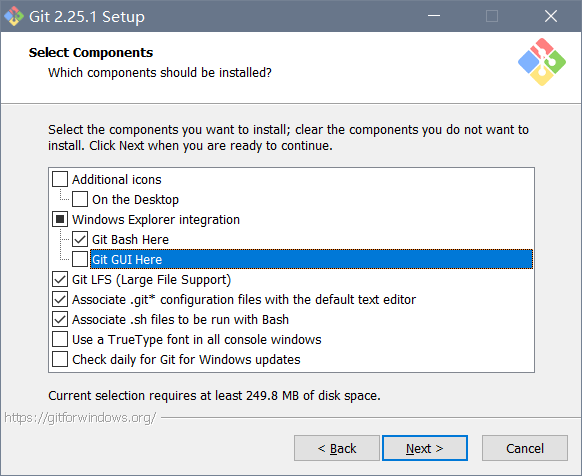 Git 2.25.1 Setup
Select Components
Which components should be installed?
Select the components you want to install; clear the components you do not want to
install. Click Next when you are ready to continue.
Additional icons
On the Desktop
Windows Explorer integration
Git Bash Here
Git GUI Here
Git LFS (Large File Support)
Associate .git* configuration files with the default text editor
Associate .sh files to be run with Bash
Use a TrueType font in all console windows
Check daily for Git for Windows updates
Current selection requires at least 249.8 MB of disk space.
https://gitforwindows.org/
< Back
Next >
Cancel